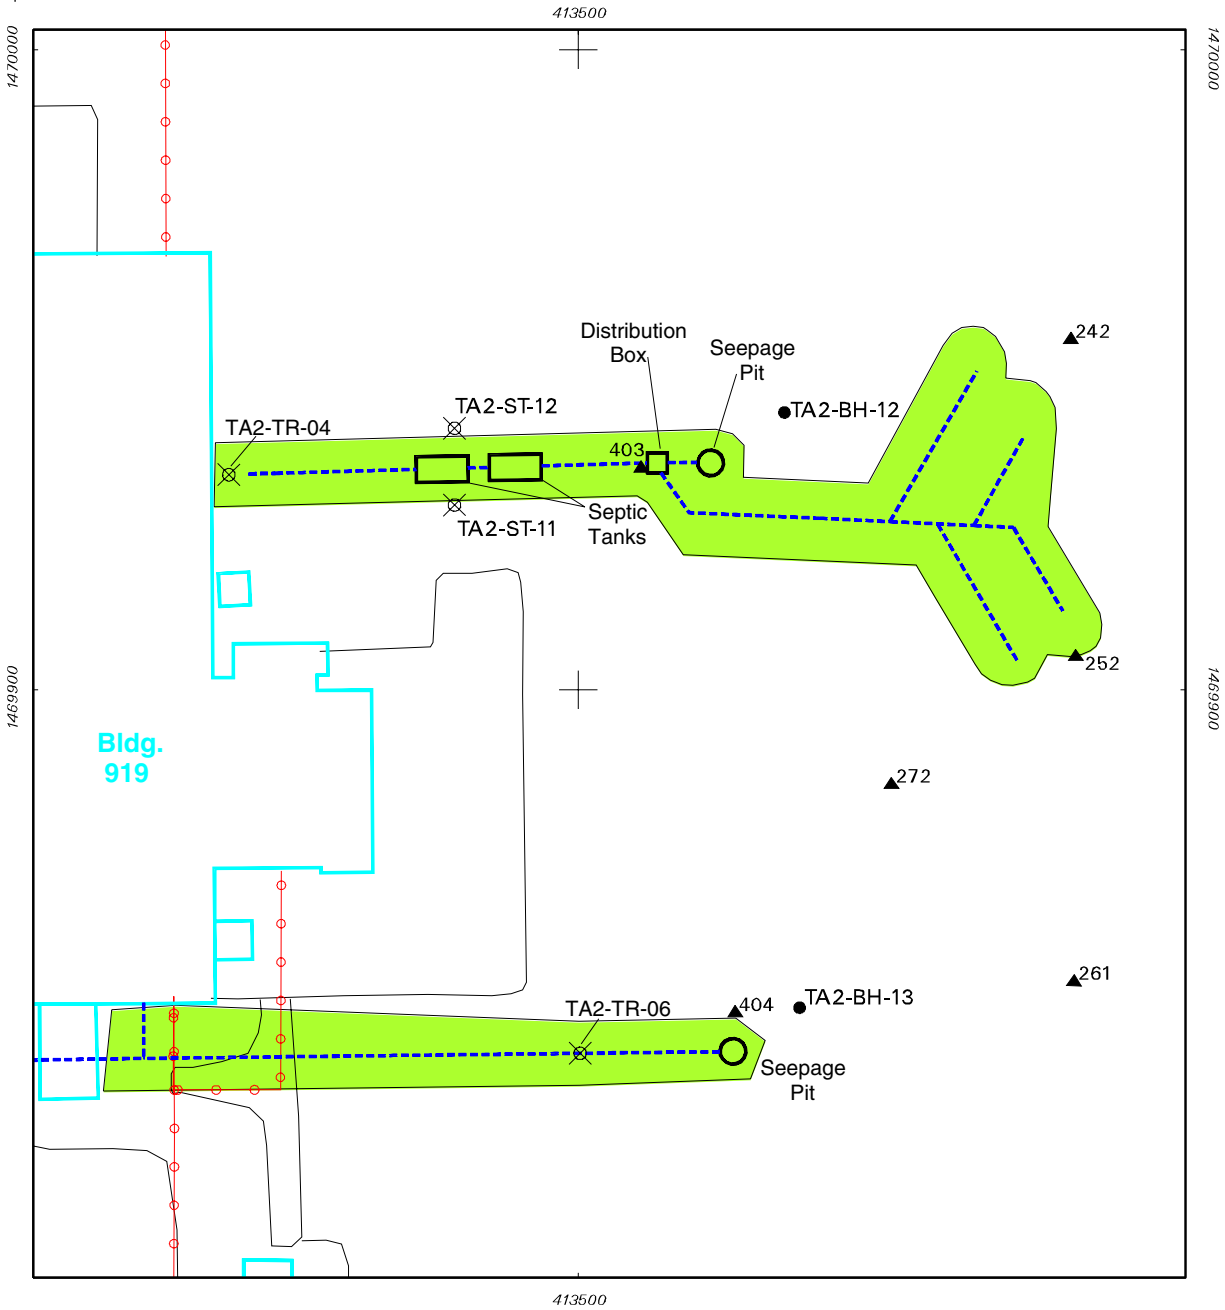 413500
1470000
1470000
242
Distribution
Box
Seepage
Pit
TA2-ST-12
TA2-BH-12
TA2-TR-04
403
TA2-ST-11
Septic
Tanks
252
1469900
1469900
Bldg.
919
272
261
TA2-TR-06
404
TA2-BH-13
Seepage
Pit
413500